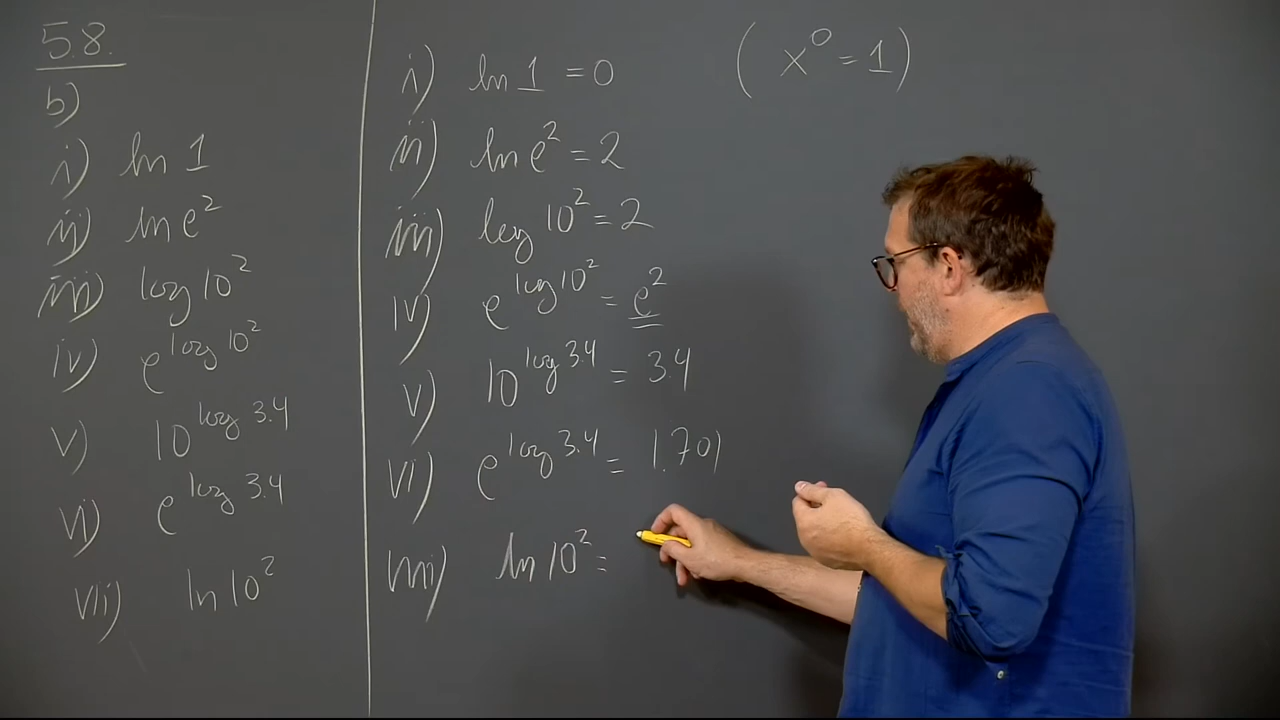 5.8.
b)
i) ln 1
ii) ln e²
iii) log 10²
iv) e^{log 10²}
v) 10^{log 3.4}
vi) e^{log 3.4}
vii) ln 10²
i) ln 1 = 0
(x⁰ = 1)
ii) ln e² = 2
iii) log 10² = 2
iv) e^{log 10²} = e²
v) 10^{log 3.4} = 3.4
vi) e^{log 3.4} = 1.701
vii) ln 10² =